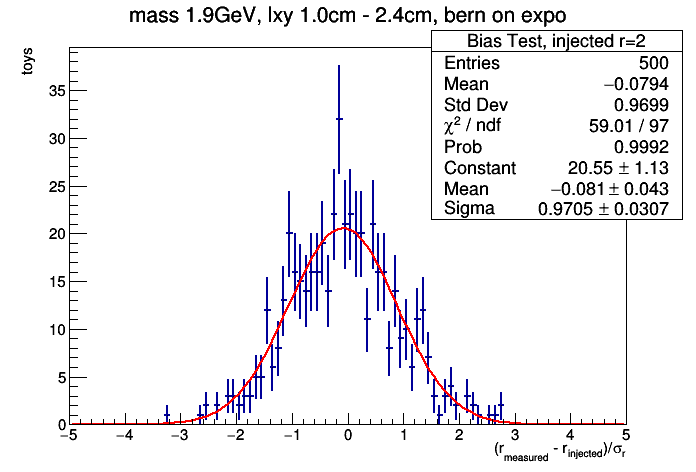 mass 1.9GeV, lxy 1.0cm - 2.4cm, bern on expo
toys
Bias Test, injected r=2
Entries 500
Mean −0.0794
Std Dev 0.9699
χ² / ndf 59.01 / 97
Prob 0.9992
Constant 20.55 ± 1.13
Mean −0.081 ± 0.043
Sigma 0.9705 ± 0.0307
35
30
25
20
15
10
5
0
−5 −4 −3 −2 −1 0 1 2 3 4 5
(r_measured - r_injected)/σ_r